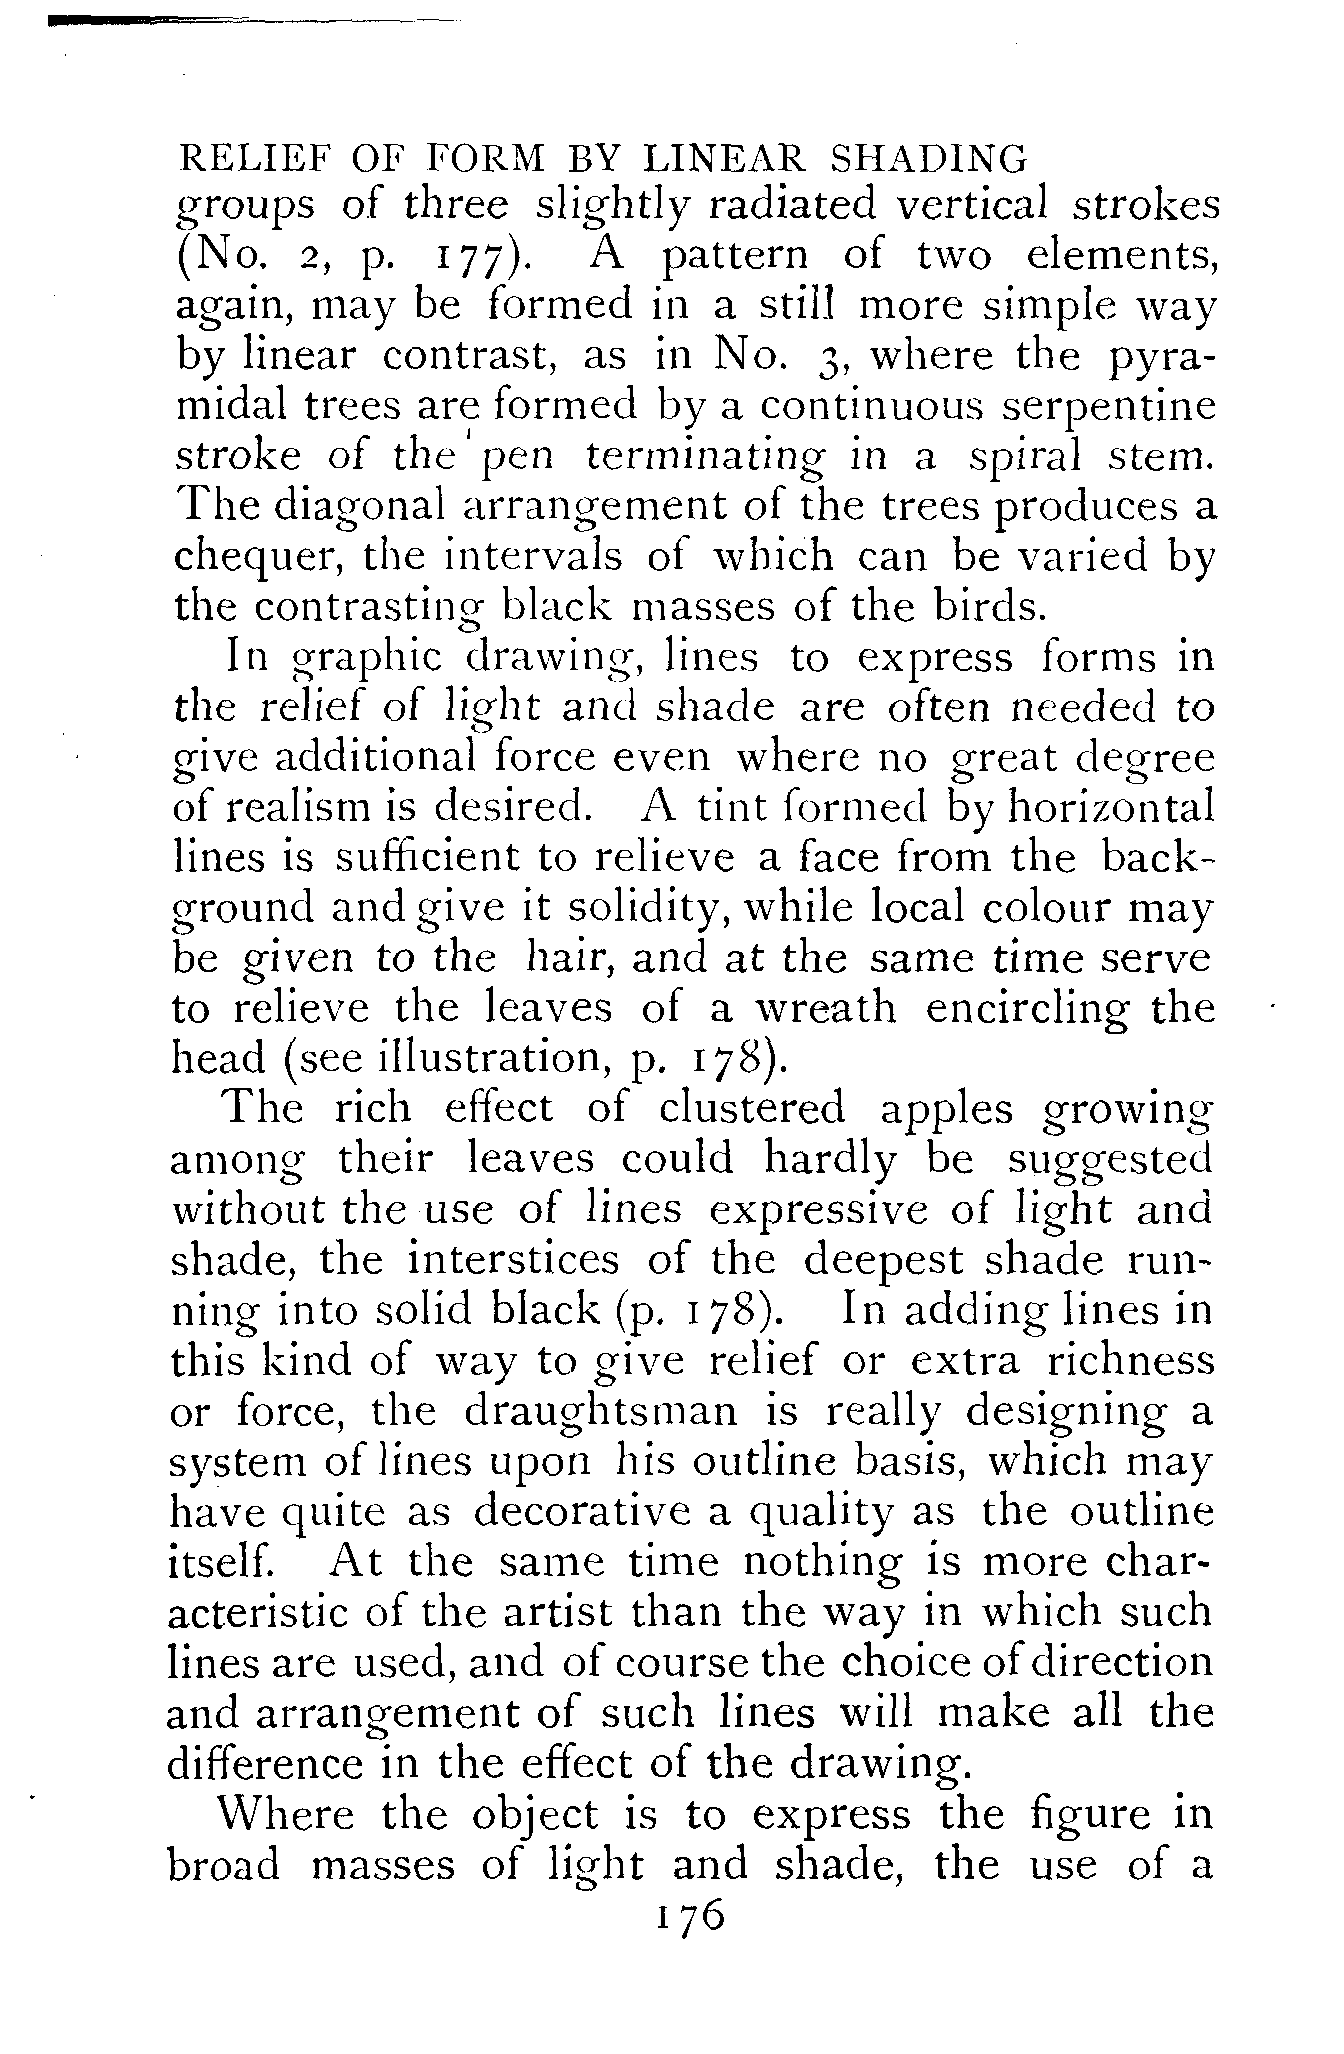 RELIEF OF FORM BY LINEAR SHADING
groups of three slightly radiated vertical strokes
(No. 2, p. 177). A pattern of two elements,
again, may be formed in a still more simple way
by linear contrast, as in No. 3, where the pyra-
midal trees are formed by a continuous serpentine
stroke of the pen terminating in a spiral stem.
The diagonal arrangement of the trees produces a
chequer, the intervals of which can be varied by
the contrasting black masses of the birds.
In graphic drawing, lines to express forms in
the relief of light and shade are often needed to
give additional force even where no great degree
of realism is desired. A tint formed by horizontal
lines is sufficient to relieve a face from the back-
ground and give it solidity, while local colour may
be given to the hair, and at the same time serve
to relieve the leaves of a wreath encircling the
head (see illustration, p. 178).
The rich effect of clustered apples growing
among their leaves could hardly be suggested
without the use of lines expressive of light and
shade, the interstices of the deepest shade run-
ning into solid black (p. 178). In adding lines in
this kind of way to give relief or extra richness
or force, the draughtsman is really designing a
system of lines upon his outline basis, which may
have quite as decorative a quality as the outline
itself. At the same time nothing is more char-
acteristic of the artist than the way in which such
lines are used, and of course the choice of direction
and arrangement of such lines will make all the
difference in the effect of the drawing.
Where the object is to express the figure in
broad masses of light and shade, the use of a
176